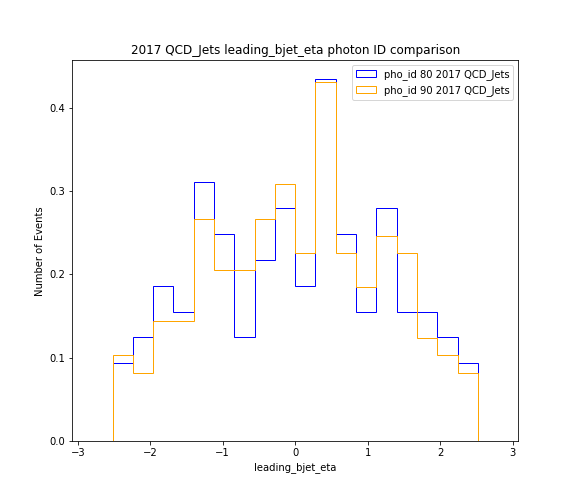 2017 QCD_Jets leading_bjet_eta photon ID comparison
pho_id 80 2017 QCD_Jets
pho_id 90 2017 QCD_Jets
0.4
0.3
0.2
0.1
0.0
Number of Events
−3 −2 −1 0 1 2 3
leading_bjet_eta